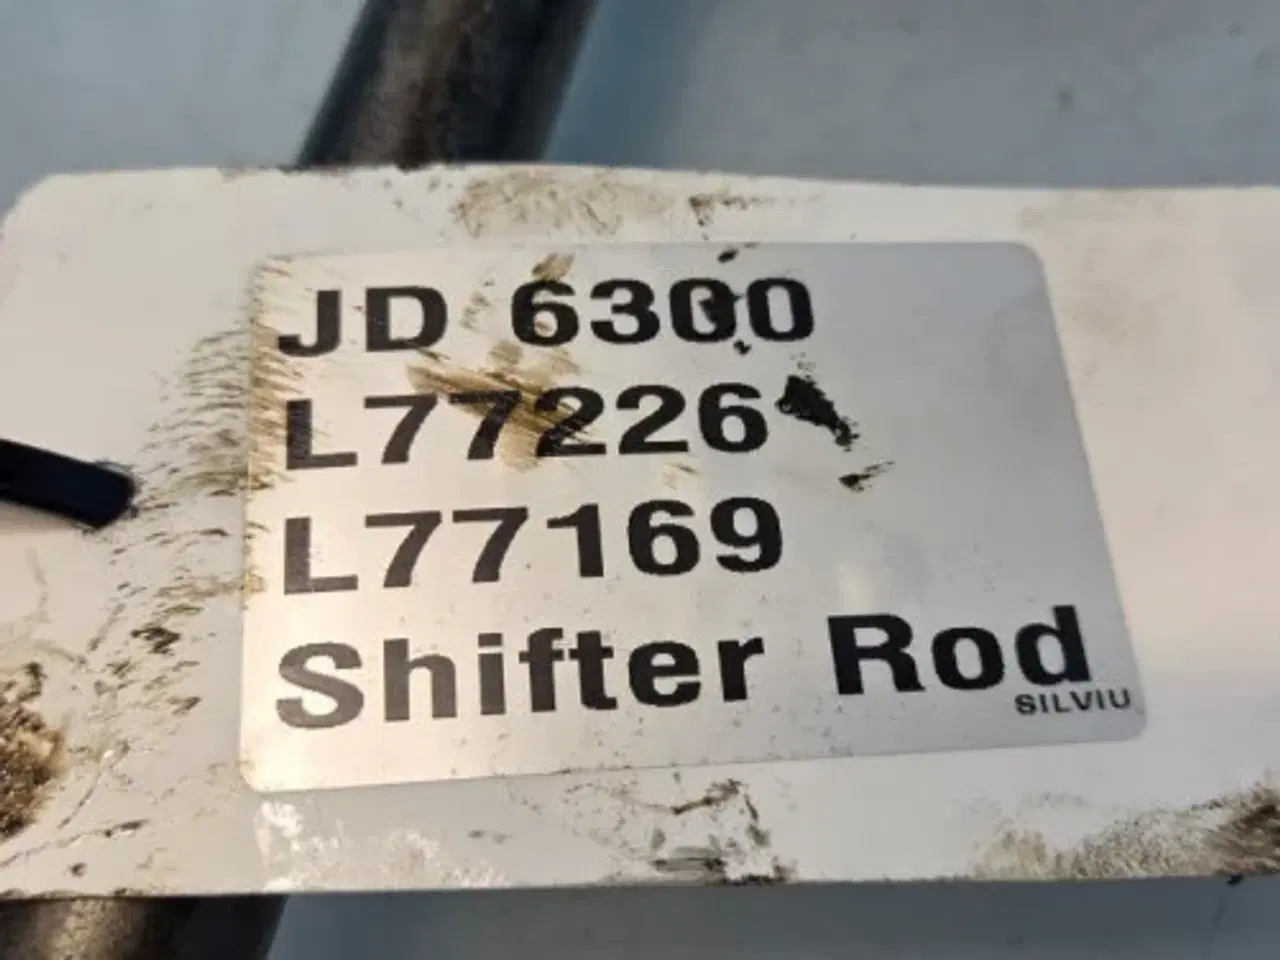 JD 6300
L77226
L77169
Shifter Rod
SILVIU